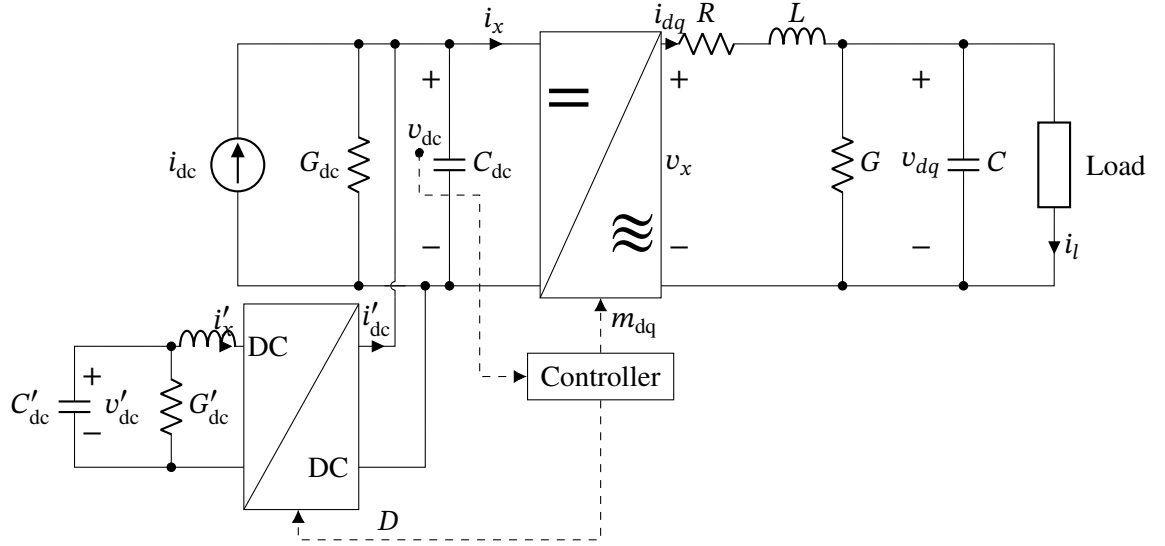 i_x
i_dq
R
L
i_dc
G_dc
+
v_dc
−
C_dc
=
≋
+
v_x
−
G
+
v_dq
−
C
Load
i_l
i'_x
i'_dc
m_dq
DC
DC
Controller
C'_dc
+
v'_dc
−
G'_dc
D